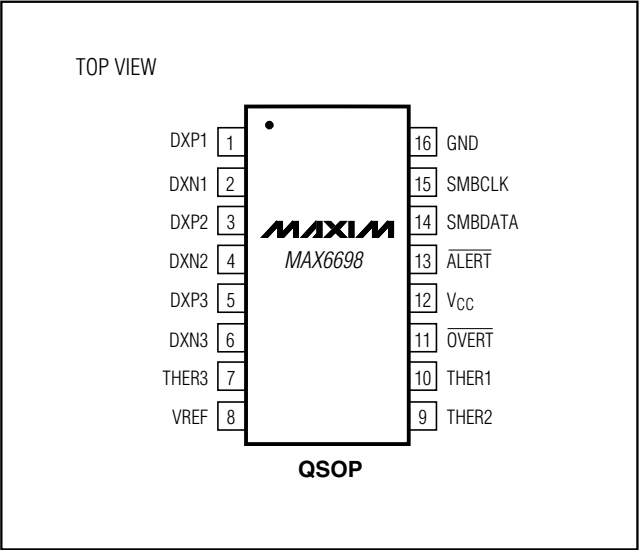 TOP VIEW
DXP1 1 16 GND
DXN1 2 15 SMBCLK
DXP2 3 MAXIM 14 SMBDATA
DXN2 4 MAX6698 13 ALERT
DXP3 5 12 VCC
DXN3 6 11 OVERT
THER3 7 10 THER1
VREF 8 9 THER2
QSOP